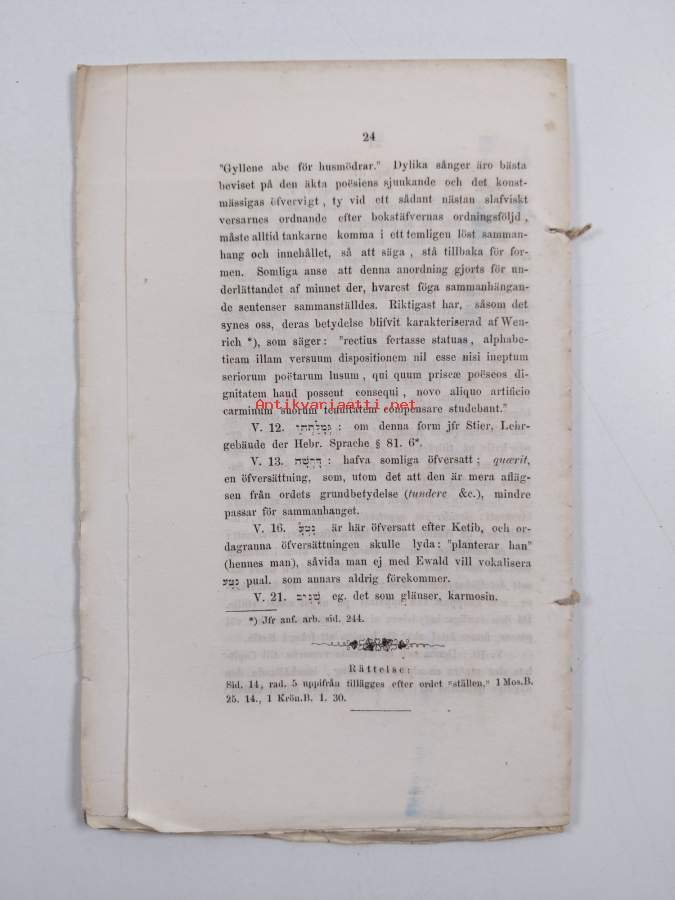 24
"Gyllene abc för husmödrar." Dylika sånger äro bästa
beviset på den äkta poësiens sjunkande och det konst-
mässigas öfvervigt, ty vid ett sådant nästan slafviskt
versarnes ordnande efter bokstäfvernas ordningsföljd,
måste alltid tankarne komma i ett temligen löst samman-
hang och innehållet, så att säga, stå tillbaka för for-
men. Somliga anse att denna anordning gjorts för un-
derlättandet af minnet der, hvarest föga sammanhängan-
de sentenser sammanställdes. Riktigast har, såsom det
synes oss, deras betydelse blifvit karakteriserad af Wen-
rich *), som säger: "rectius fortasse statuas, alphabe-
ticam illam versuum dispositionem nil esse nisi ineptum
seriorum poëtarum lusum, qui quum priscæ poëseos di-
gnitatem haud possent consequi, novo aliquo artificio
Antikvariaatti.net
carminum suorum tenuitatem compensare studebant."
V. 12. : om denna form jfr Stier, Lehr-
gebäude der Hebr. Sprache § 81. 6*.
V. 13. דָּרְשָׁה : hafva somliga öfversatt: quærit,
en öfversättning, som, utom det att den är mera aflägs-
sen från ordets grundbetydelse (tundere &c.), mindre
passar för sammanhanget.
V. 16. är här öfversatt efter Ketib, och or-
dagranna öfversättningen skulle lyda: "planterar han"
(hennes man), såvida man ej med Ewald vill vokalisera
pual. som annars aldrig förekommer.
V. 21. שָׁנִים eg. det som glänser, karmosin.
*) Jfr anf. arb. sid. 244.
Rättelse:
Sid. 14, rad. 5 uppifrån tillägges efter ordet "ställen," 1 Mos.B.
25. 14., 1 Krön.B. 1. 30.